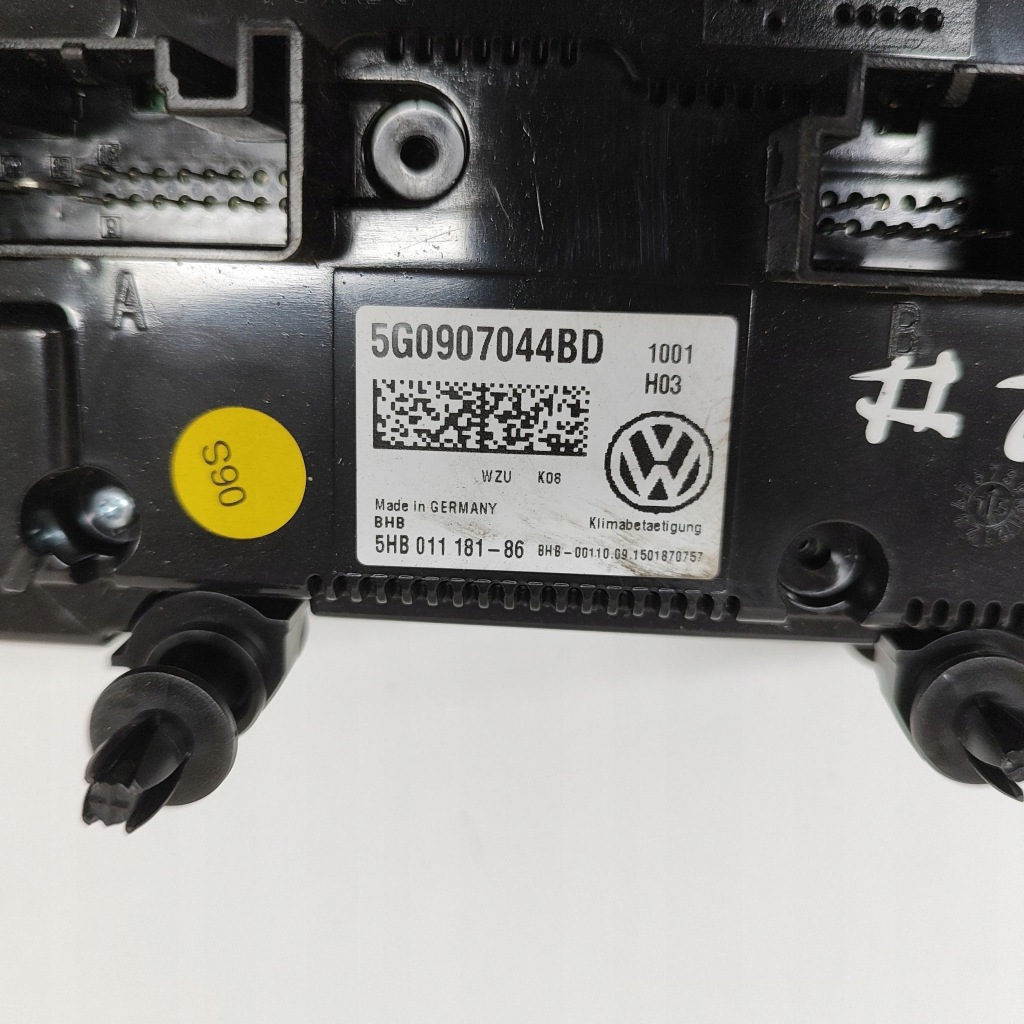 A
B
5G0907044BD
1001
H03
WZU K08
Made in GERMANY
BHB
Klimabetaetigung
5HB 011 181-86 BHB-00110.09.1501870757
S90
#